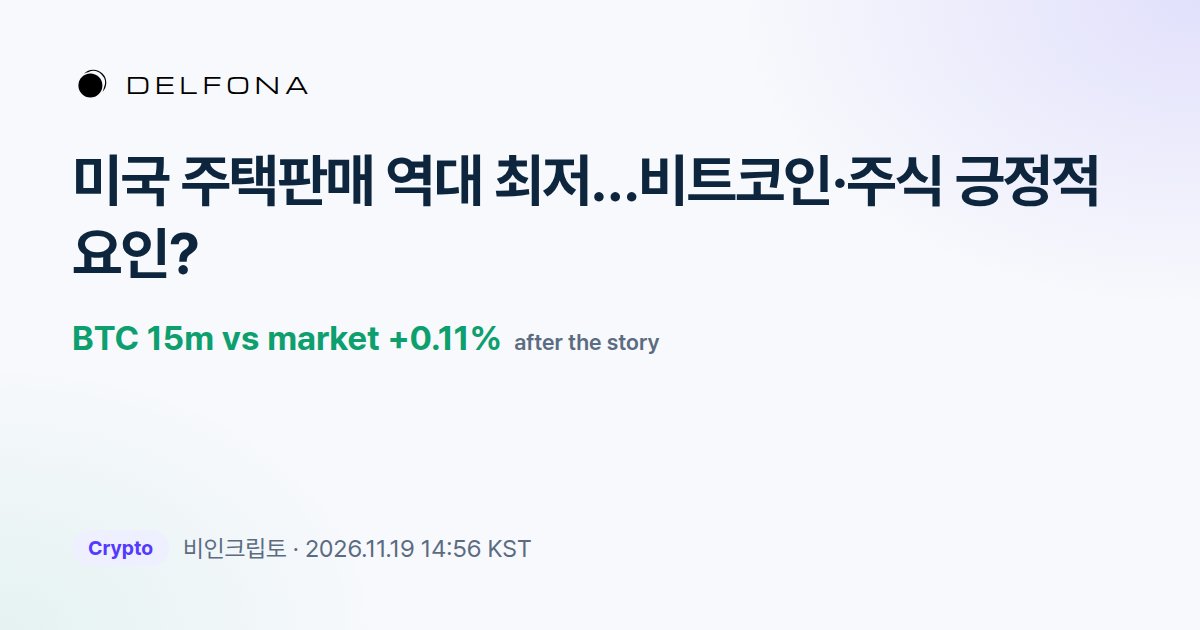 DELFONA
미국 주택판매 역대 최저...비트코인·주식 긍정적
요인?
BTC 15m vs market +0.11% after the story
Crypto 비인크립토 · 2026.11.19 14:56 KST